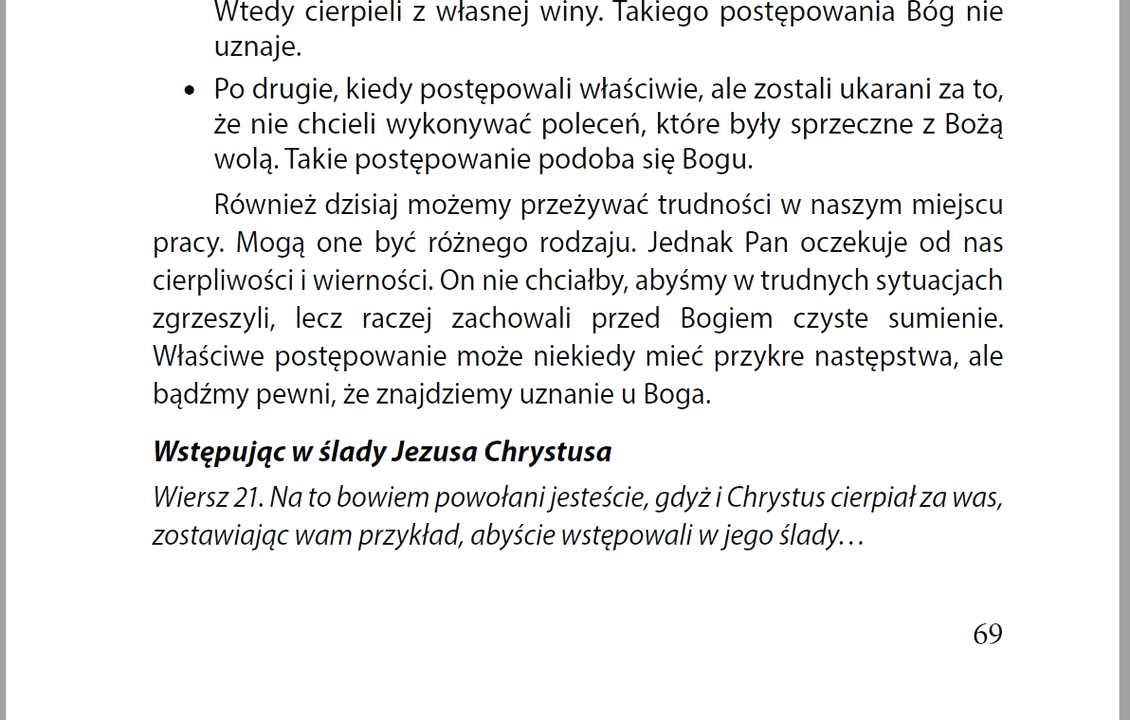 Wtedy cierpieli z własnej winy. Takiego postępowania Bóg nie
uznaje.
• Po drugie, kiedy postępowali właściwie, ale zostali ukarani za to,
że nie chcieli wykonywać poleceń, które były sprzeczne z Bożą
wolą. Takie postępowanie podoba się Bogu.
Również dzisiaj możemy przeżywać trudności w naszym miejscu
pracy. Mogą one być różnego rodzaju. Jednak Pan oczekuje od nas
cierpliwości i wierności. On nie chciałby, abyśmy w trudnych sytuacjach
zgrzeszyli, lecz raczej zachowali przed Bogiem czyste sumienie.
Właściwe postępowanie może niekiedy mieć przykre następstwa, ale
bądźmy pewni, że znajdziemy uznanie u Boga.
Wstępując w ślady Jezusa Chrystusa
Wiersz 21. Na to bowiem powołani jesteście, gdyż i Chrystus cierpiał za was,
zostawiając wam przykład, abyście wstępowali w jego ślady…
69